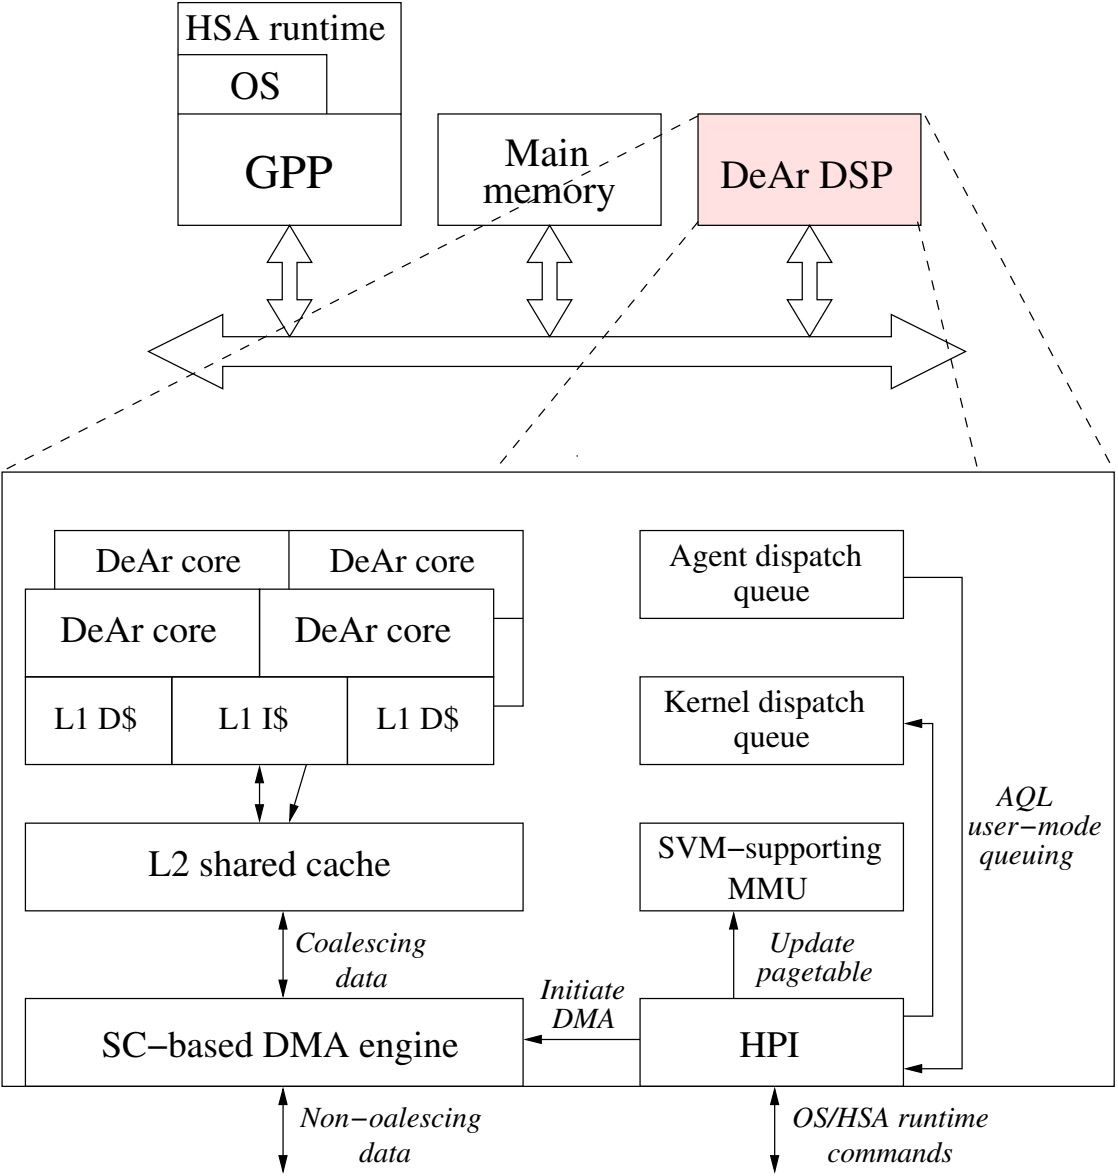 HSA runtime
OS
GPP
Main
memory
DeAr DSP
DeAr core
DeAr core
DeAr core
DeAr core
L1 D$
L1 I$
L1 D$
L2 shared cache
Coalescing
data
SC−based DMA engine
Non−oalescing
data
Agent dispatch
queue
Kernel dispatch
queue
SVM−supporting
MMU
Update
pagetable
Initiate
DMA
HPI
AQL
user−mode
queuing
OS/HSA runtime
commands